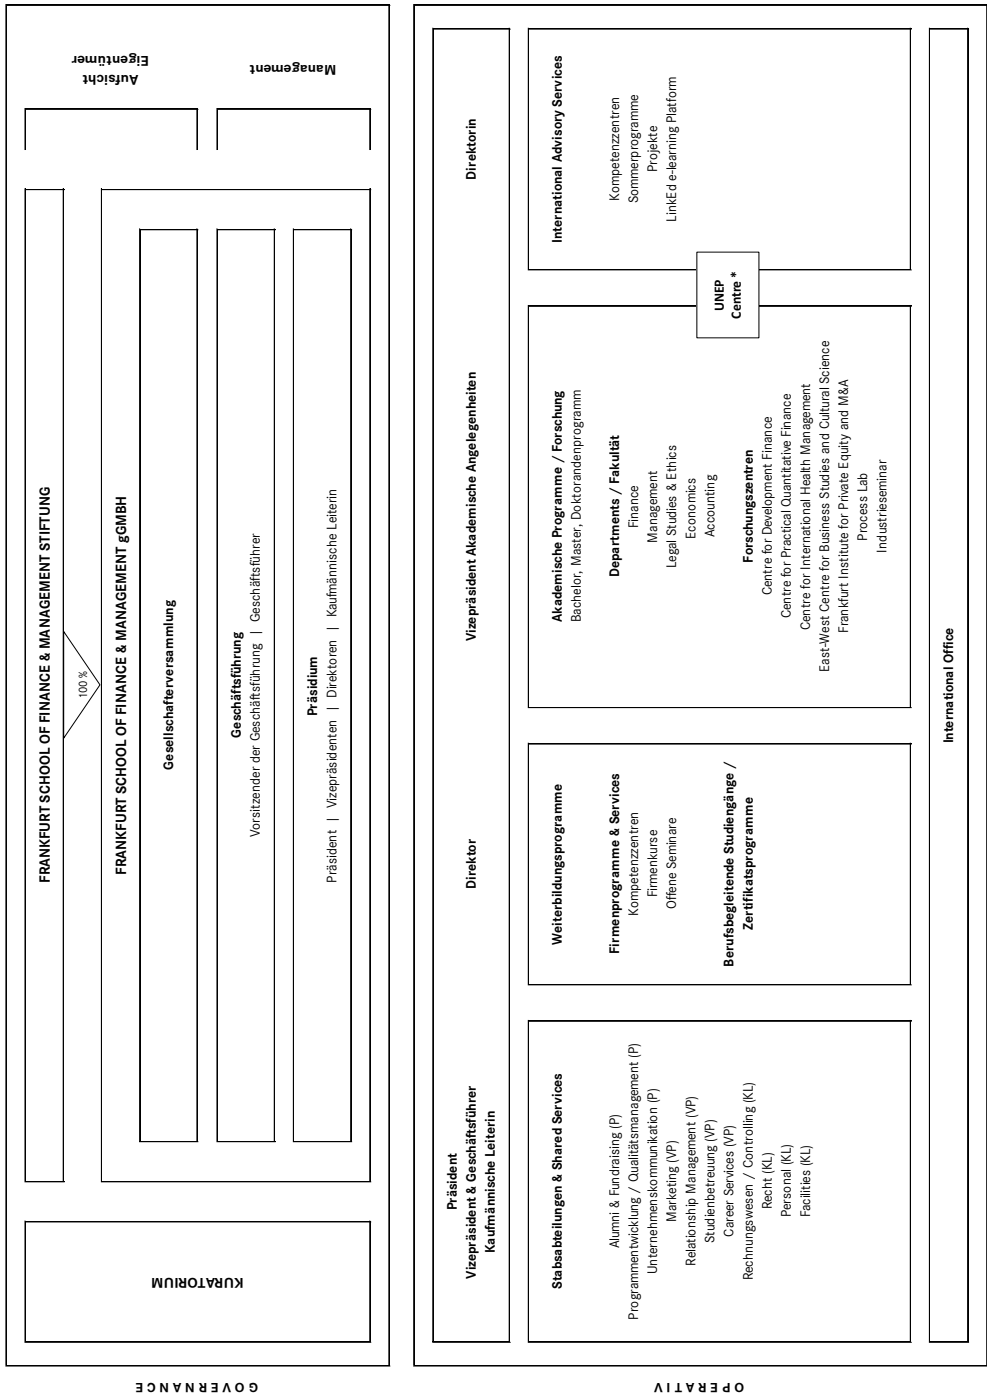 GOVERNANCE
KURATORIUM
FRANKFURT SCHOOL OF FINANCE & MANAGEMENT STIFTUNG
100 %
FRANKFURT SCHOOL OF FINANCE & MANAGEMENT gGMBH
Gesellschafterversammlung
Geschäftsführung
Vorsitzender der Geschäftsführung | Geschäftsführer
Präsidium
Präsident | Vizepräsidenten | Direktoren | Kaufmännische Leiterin
Aufsicht
Eigentümer
Management
OPERATIV
Präsident
Vizepräsident & Geschäftsführer
Kaufmännische Leiterin
Direktor
Vizepräsident Akademische Angelegenheiten
Direktorin
Stabsabteilungen & Shared Services
Alumni & Fundraising (P)
Programmentwicklung / Qualitätsmanagement (P)
Unternehmenskommunikation (P)
Marketing (VP)
Relationship Management (VP)
Studienbetreuung (VP)
Career Services (VP)
Rechnungswesen / Controlling (KL)
Recht (KL)
Personal (KL)
Facilities (KL)
Weiterbildungsprogramme
Firmenprogramme & Services
Kompetenzzentren
Firmenkurse
Offene Seminare
Berufsbegleitende Studiengänge /
Zertifikatsprogramme
Akademische Programme / Forschung
Bachelor, Master, Doktorandenprogramm
Departments / Fakultät
Finance
Management
Legal Studies & Ethics
Economics
Accounting
Forschungszentren
Centre for Development Finance
Centre for Practical Quantitative Finance
Centre for International Health Management
East-West Centre for Business Studies and Cultural Science
Frankfurt Institute for Private Equity and M&A
Process Lab
Industrieseminar
UNEP
Centre *
International Advisory Services
Kompetenzzentren
Sommerprogramme
Projekte
LinkEd e-learning Platform
International Office